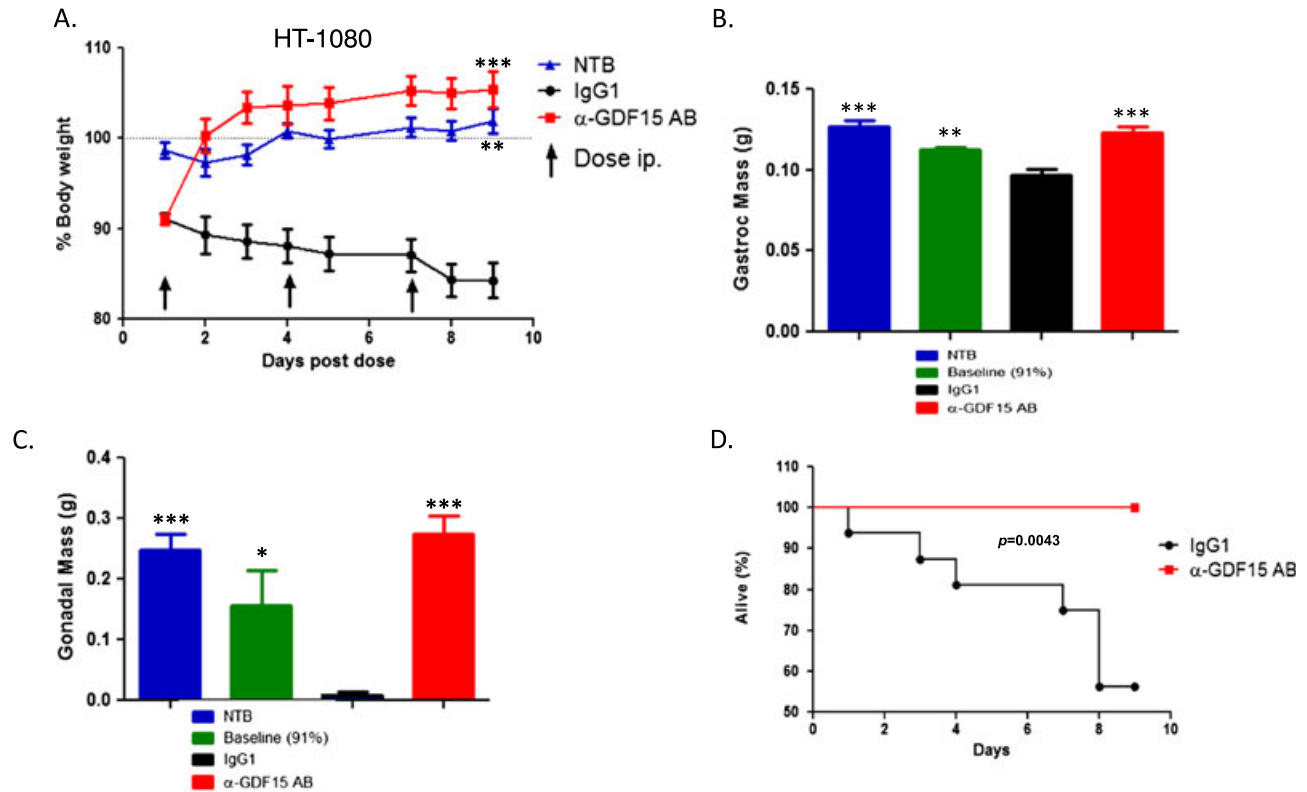 A.
HT-1080
110
100
90
80
% Body weight
0
2
4
6
8
10
Days post dose
***
**
NTB
IgG1
α-GDF15 AB
Dose ip.
B.
0.15
0.10
0.05
0.00
Gastroc Mass (g)
***
**
***
NTB
Baseline (91%)
IgG1
α-GDF15 AB
C.
0.4
0.3
0.2
0.1
0.0
Gonadal Mass (g)
***
*
***
NTB
Baseline (91%)
IgG1
α-GDF15 AB
D.
110
100
90
80
70
60
50
Alive (%)
0
2
4
6
8
10
Days
p=0.0043
IgG1
α-GDF15 AB